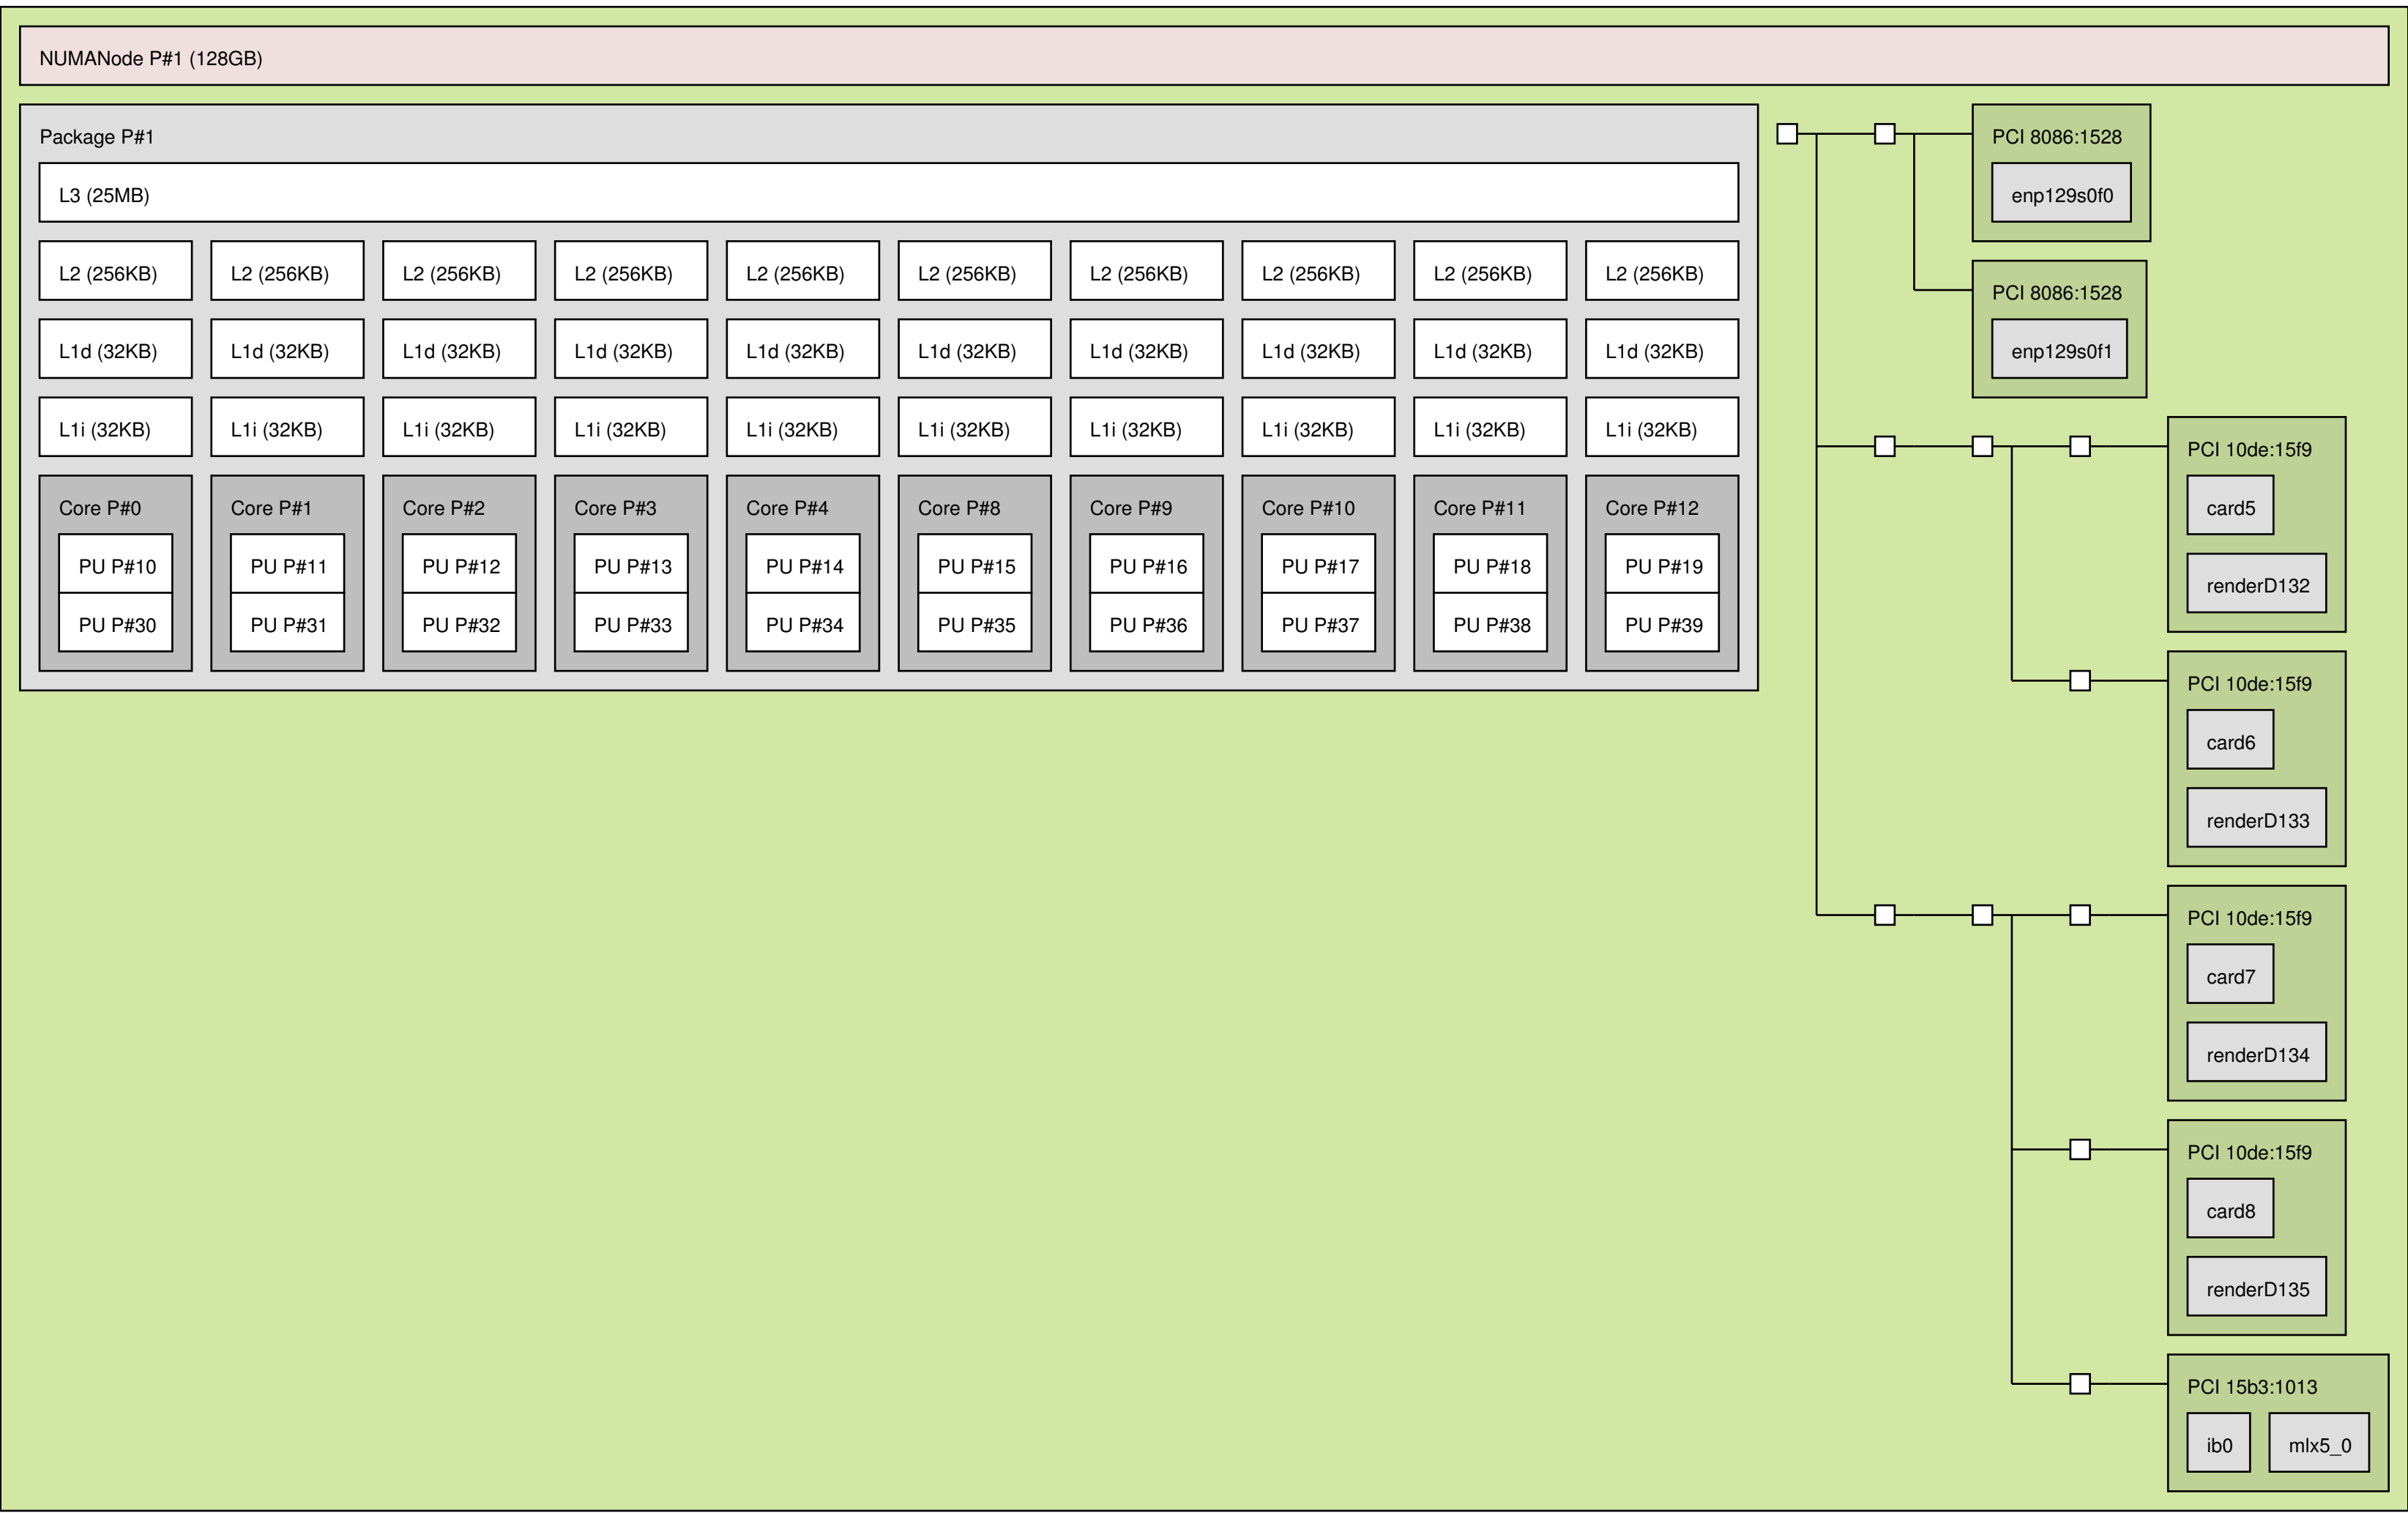 NUMANode P#1 (128GB)
Package P#1
L3 (25MB)
L2 (256KB) L2 (256KB) L2 (256KB) L2 (256KB) L2 (256KB) L2 (256KB) L2 (256KB) L2 (256KB) L2 (256KB) L2 (256KB)
L1d (32KB) L1d (32KB) L1d (32KB) L1d (32KB) L1d (32KB) L1d (32KB) L1d (32KB) L1d (32KB) L1d (32KB) L1d (32KB)
L1i (32KB) L1i (32KB) L1i (32KB) L1i (32KB) L1i (32KB) L1i (32KB) L1i (32KB) L1i (32KB) L1i (32KB) L1i (32KB)
Core P#0 Core P#1 Core P#2 Core P#3 Core P#4 Core P#8 Core P#9 Core P#10 Core P#11 Core P#12
PU P#10 PU P#11 PU P#12 PU P#13 PU P#14 PU P#15 PU P#16 PU P#17 PU P#18 PU P#19
PU P#30 PU P#31 PU P#32 PU P#33 PU P#34 PU P#35 PU P#36 PU P#37 PU P#38 PU P#39
PCI 8086:1528
enp129s0f0
PCI 8086:1528
enp129s0f1
PCI 10de:15f9
card5
renderD132
PCI 10de:15f9
card6
renderD133
PCI 10de:15f9
card7
renderD134
PCI 10de:15f9
card8
renderD135
PCI 15b3:1013
ib0 mlx5_0